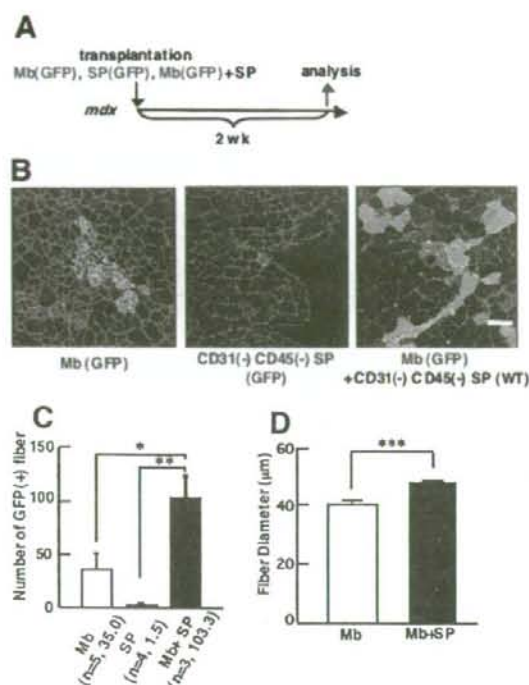 A
transplantation
Mb(GFP), SP(GFP), Mb(GFP)+SP
analysis
mdx
2 wk
B
Mb (GFP)
CD31(-) CD45(-) SP
(GFP)
Mb (GFP)
+CD31(-) CD45(-) SP (WT)
C
Number of GFP(+) fiber
150
100
50
0
*
**
Mb
(n=5, 35.0)
SP
(n=4, 1.5)
Mb+ SP
(n=3, 103.3)
D
Fiber Diameter (µm)
60
40
20
0
***
Mb
Mb+SP